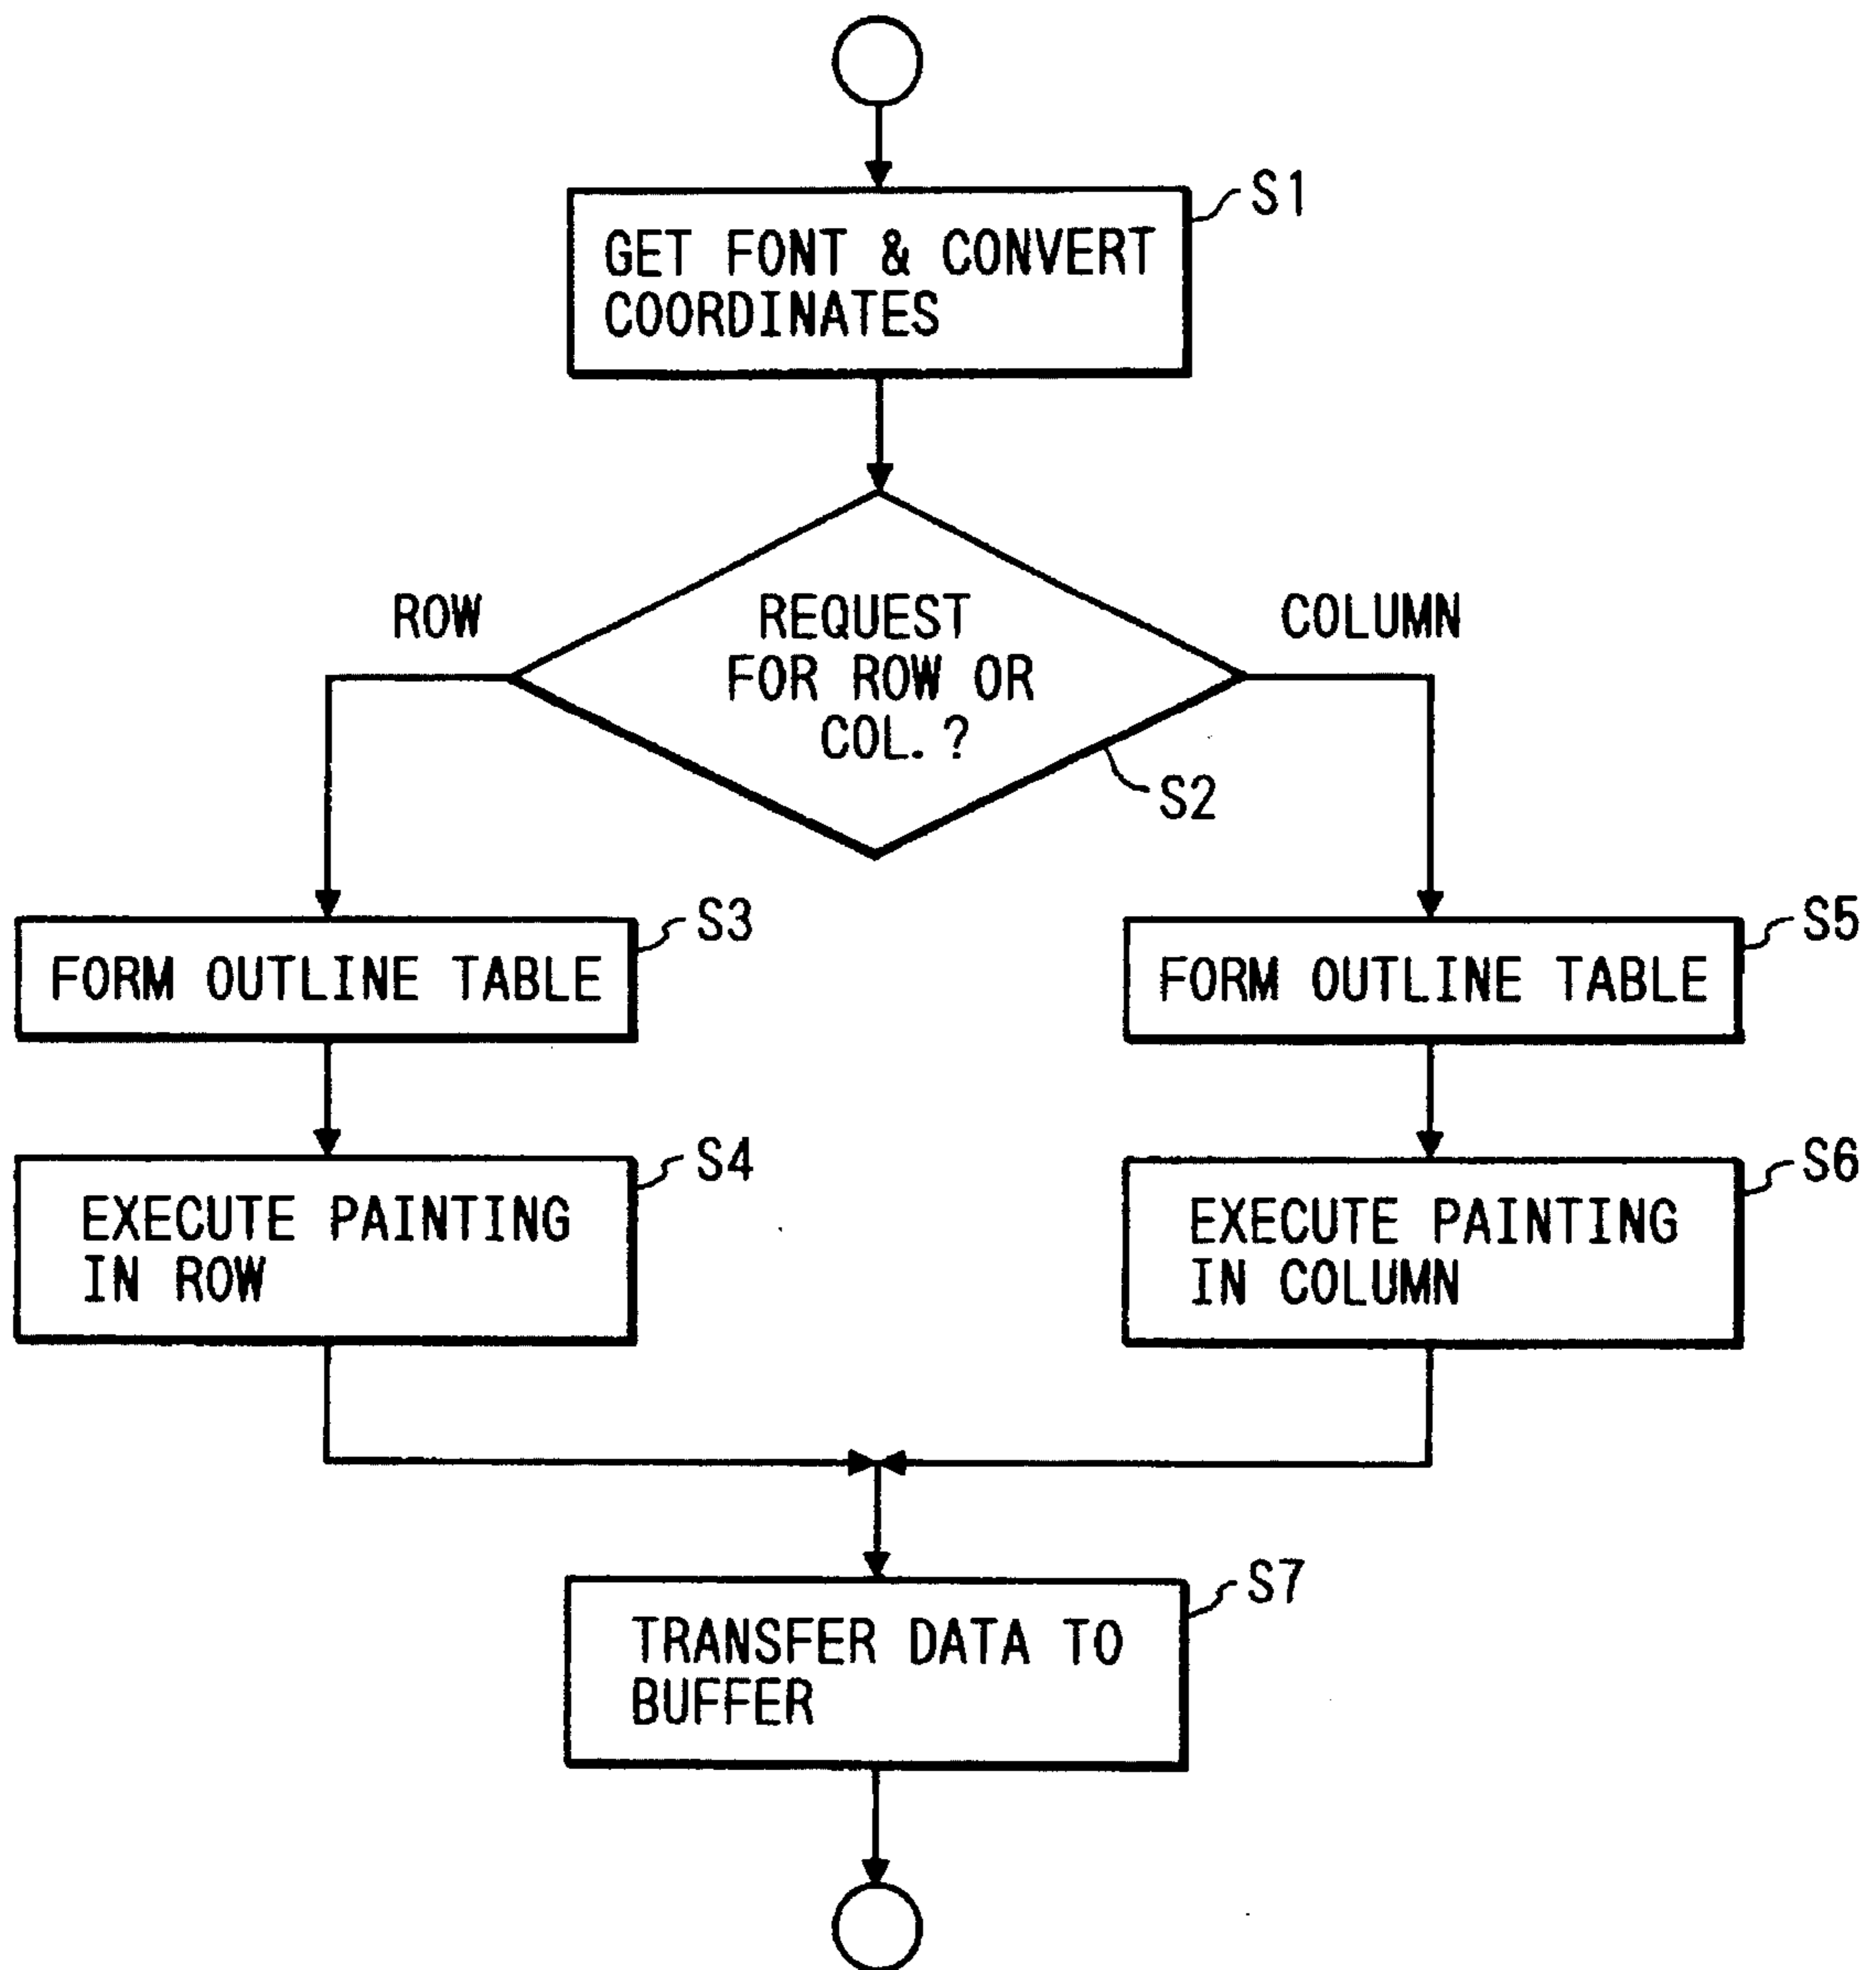 S1
GET FONT & CONVERT
COORDINATES
ROW
REQUEST
FOR ROW OR
COL.?
COLUMN
S2
S3
FORM OUTLINE TABLE
S5
FORM OUTLINE TABLE
S4
EXECUTE PAINTING
IN ROW
S6
EXECUTE PAINTING
IN COLUMN
S7
TRANSFER DATA TO
BUFFER